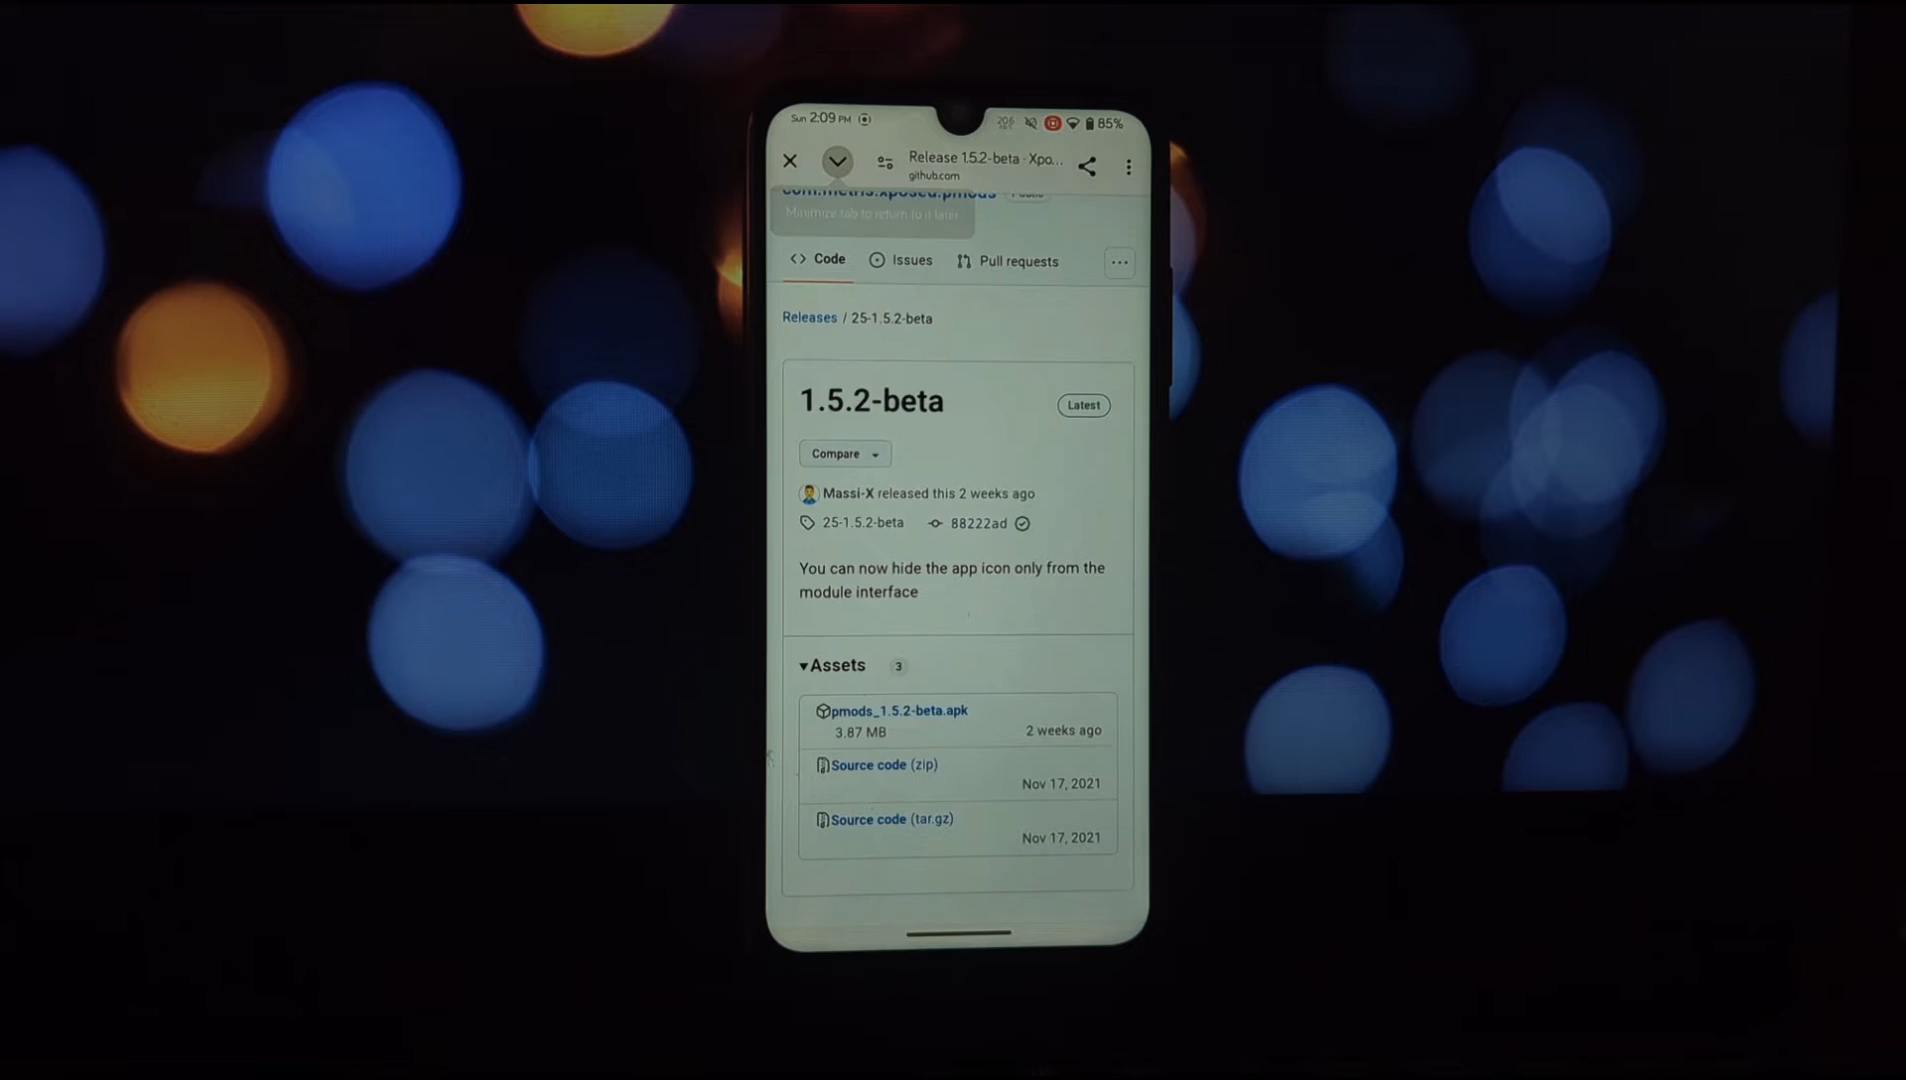 Sun 2:09 PM
85%
Release 1.5.2-beta · Xpo...
github.com
Minimize tab to return to it later
Code
Issues
Pull requests
Releases / 25-1.5.2-beta
1.5.2-beta
Latest
Compare
Massi-X released this 2 weeks ago
25-1.5.2-beta
88222ad
You can now hide the app icon only from the
module interface
Assets 3
pmods_1.5.2-beta.apk
3.87 MB
2 weeks ago
Source code (zip)
Nov 17, 2021
Source code (tar.gz)
Nov 17, 2021